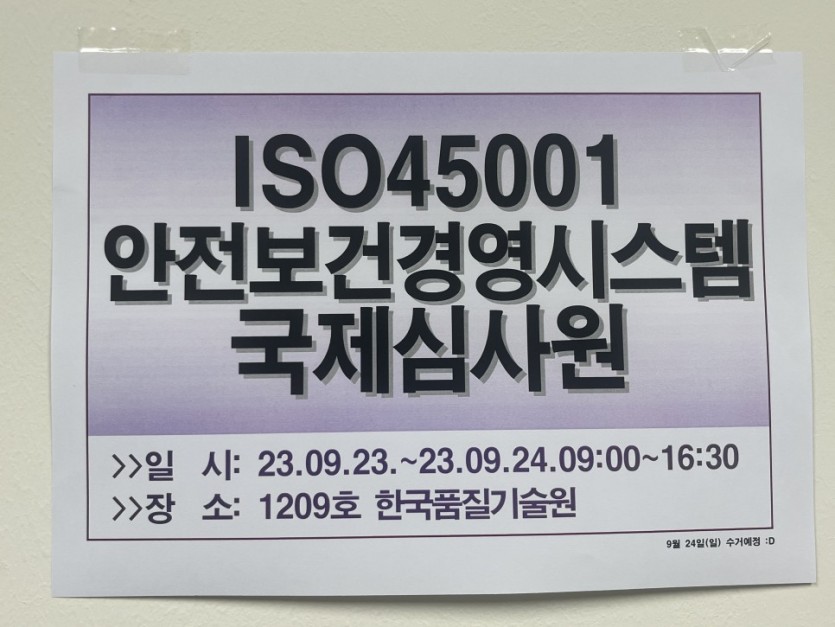 ISO45001
안전보건경영시스템
국제심사원
>>일 시: 23.09.23.~23.09.24.09:00~16:30
>>장 소: 1209호 한국품질기술원
9월 24일(일) 수거예정 :D